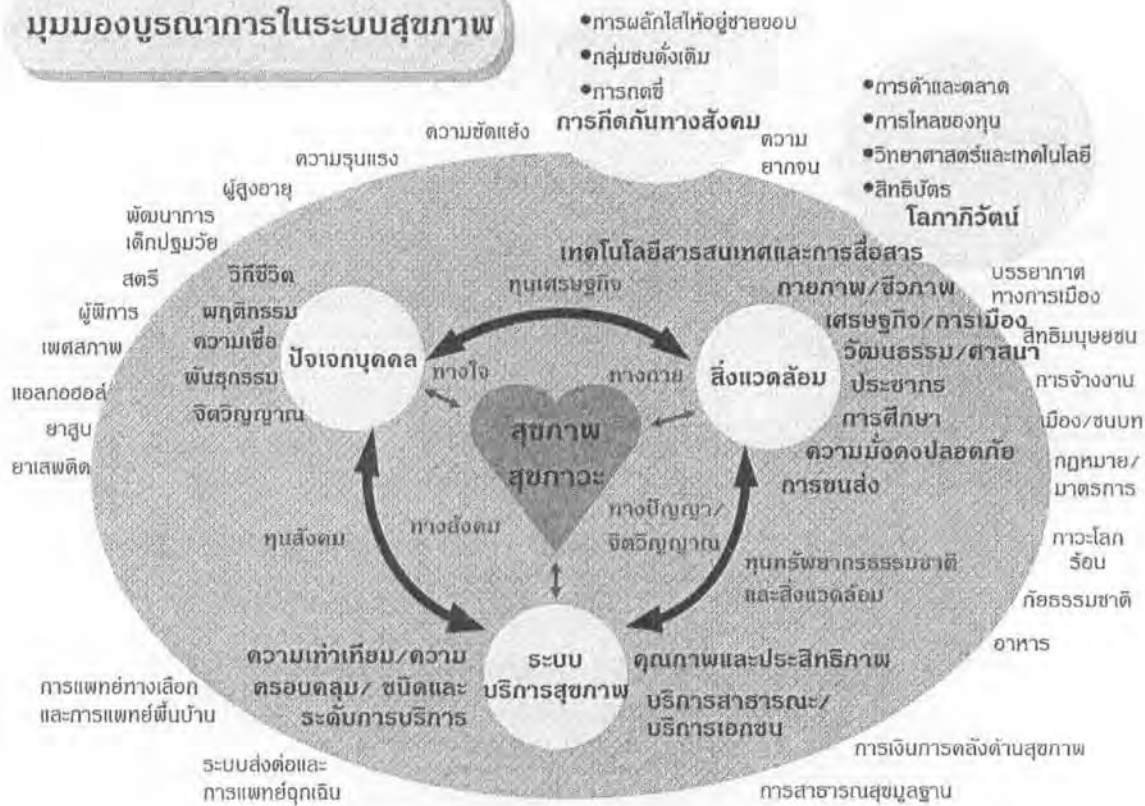 มุมมองบูรณาการในระบบสุขภาพ
•การผลักไสให้อยู่ชายขอบ
•กลุ่มชนดั้งเดิม
•การกดขี่
การกีดกันทางสังคม
•การค้าและตลาด
•การไหลของทุน
•วิทยาศาสตร์และเทคโนโลยี
•สิทธิบัตร
โลกาภิวัตน์
ความขัดแย้ง
ความ
ยากจน
ความรุนแรง
ผู้สูงอายุ
พัฒนาการ
เด็กปฐมวัย
สตรี
ผู้พิการ
เพศสภาพ
แอลกอฮอล์
ยาสูบ
ยาเสพติด
วิถีชีวิต
พฤติกรรม
ความเชื่อ
พันธุกรรม
จิตวิญญาณ
ปัจเจกบุคคล
เทคโนโลยีสารสนเทศและการสื่อสาร
ทุนเศรษฐกิจ
ทางใจ
ทางกาย
สุขภาพ
สุขภาวะ
สิ่งแวดล้อม
กายภาพ/ชีวภาพ
เศรษฐกิจ/การเมือง
วัฒนธรรม/ศาสนา
ประชากร
การศึกษา
ความมั่งคงปลอดภัย
การขนส่ง
บรรยากาศ
ทางการเมือง
สิทธิมนุษยชน
การจ้างงาน
เมือง/ชนบท
กฎหมาย/
มาตรการ
ภาวะโลก
ร้อน
ภัยธรรมชาติ
อาหาร
ทุนสังคม
ทางสังคม
ทางปัญญา/
จิตวิญญาณ
ทุนทรัพยากรธรรมชาติ
และสิ่งแวดล้อม
ความเท่าเทียม/ความ
ครอบคลุม/ ชนิดและ
ระดับการบริการ
ระบบ
บริการสุขภาพ
คุณภาพและประสิทธิภาพ
บริการสาธารณะ/
บริการเอกชน
การแพทย์ทางเลือก
และการแพทย์พื้นบ้าน
ระบบส่งต่อและ
การแพทย์ฉุกเฉิน
การเงินการคลังด้านสุขภาพ
การสาธารณสุขมูลฐาน